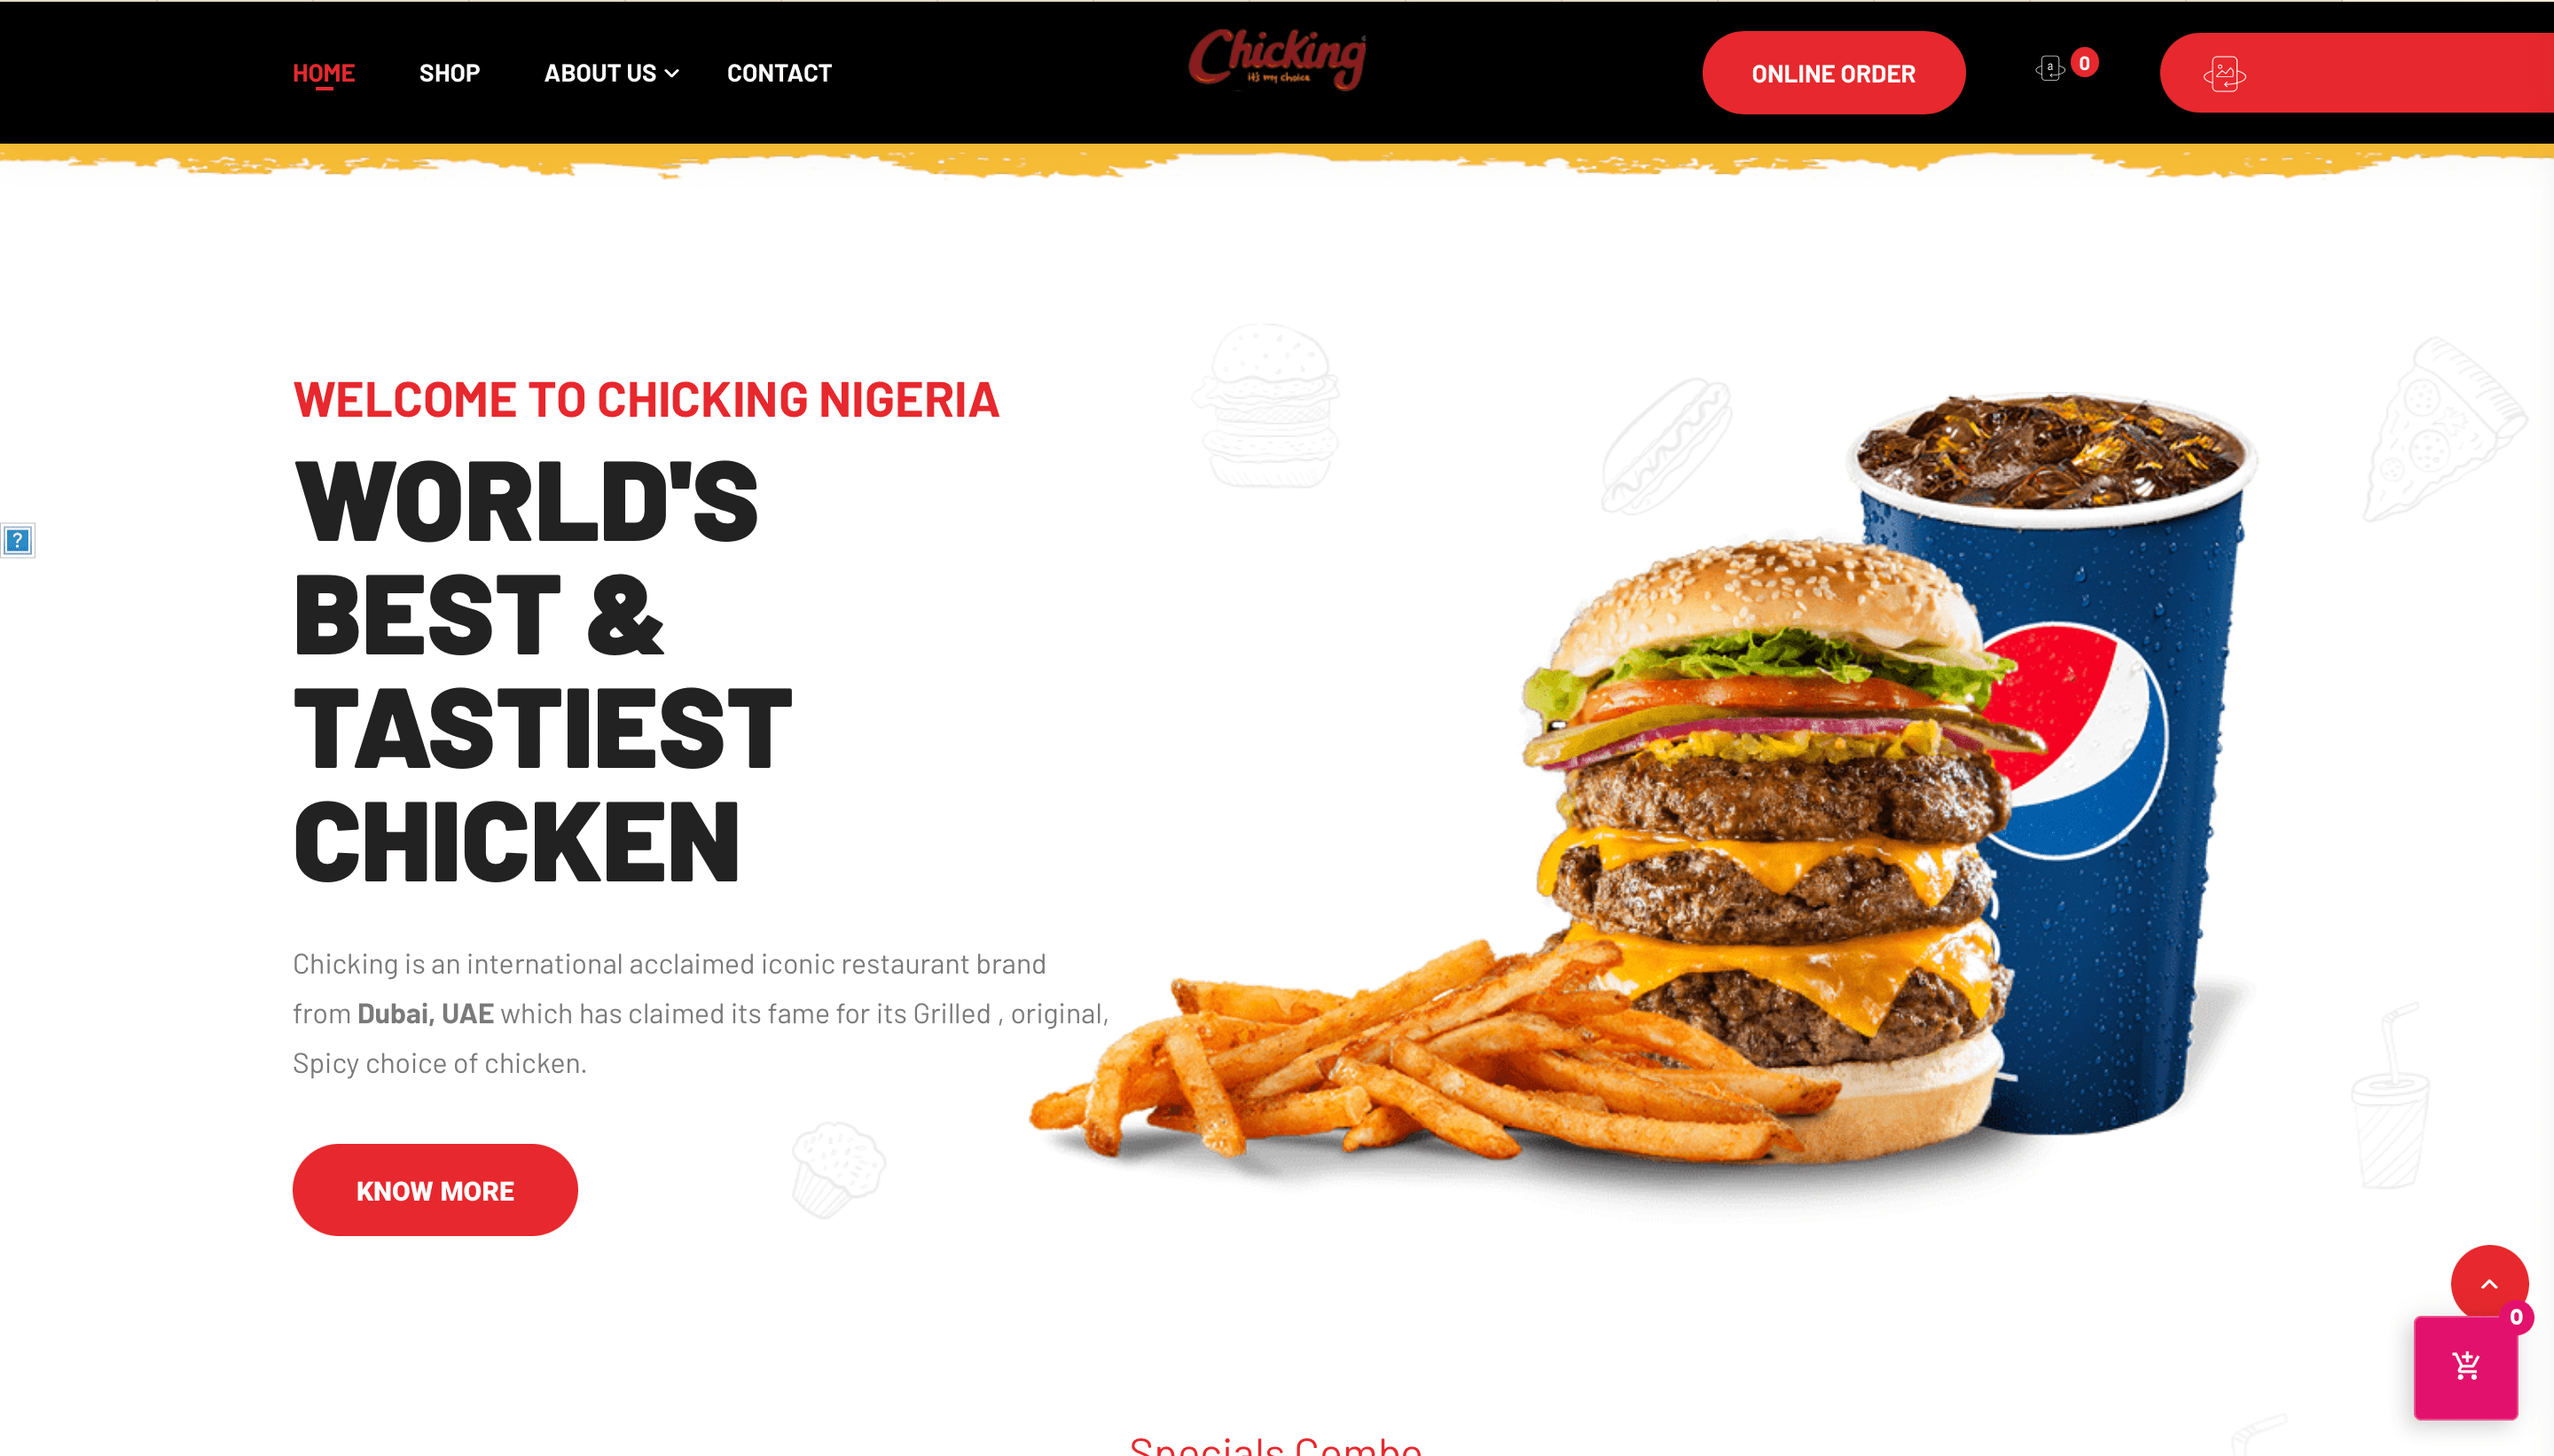 HOME
SHOP
ABOUT US
CONTACT
Chicking
it's my choice
ONLINE ORDER
a
0
WELCOME TO CHICKING NIGERIA
WORLD'S
BEST &
TASTIEST
CHICKEN
Chicking is an international acclaimed iconic restaurant brand
from Dubai, UAE which has claimed its fame for its Grilled , original,
Spicy choice of chicken.
KNOW MORE
?
0
Specials Combo